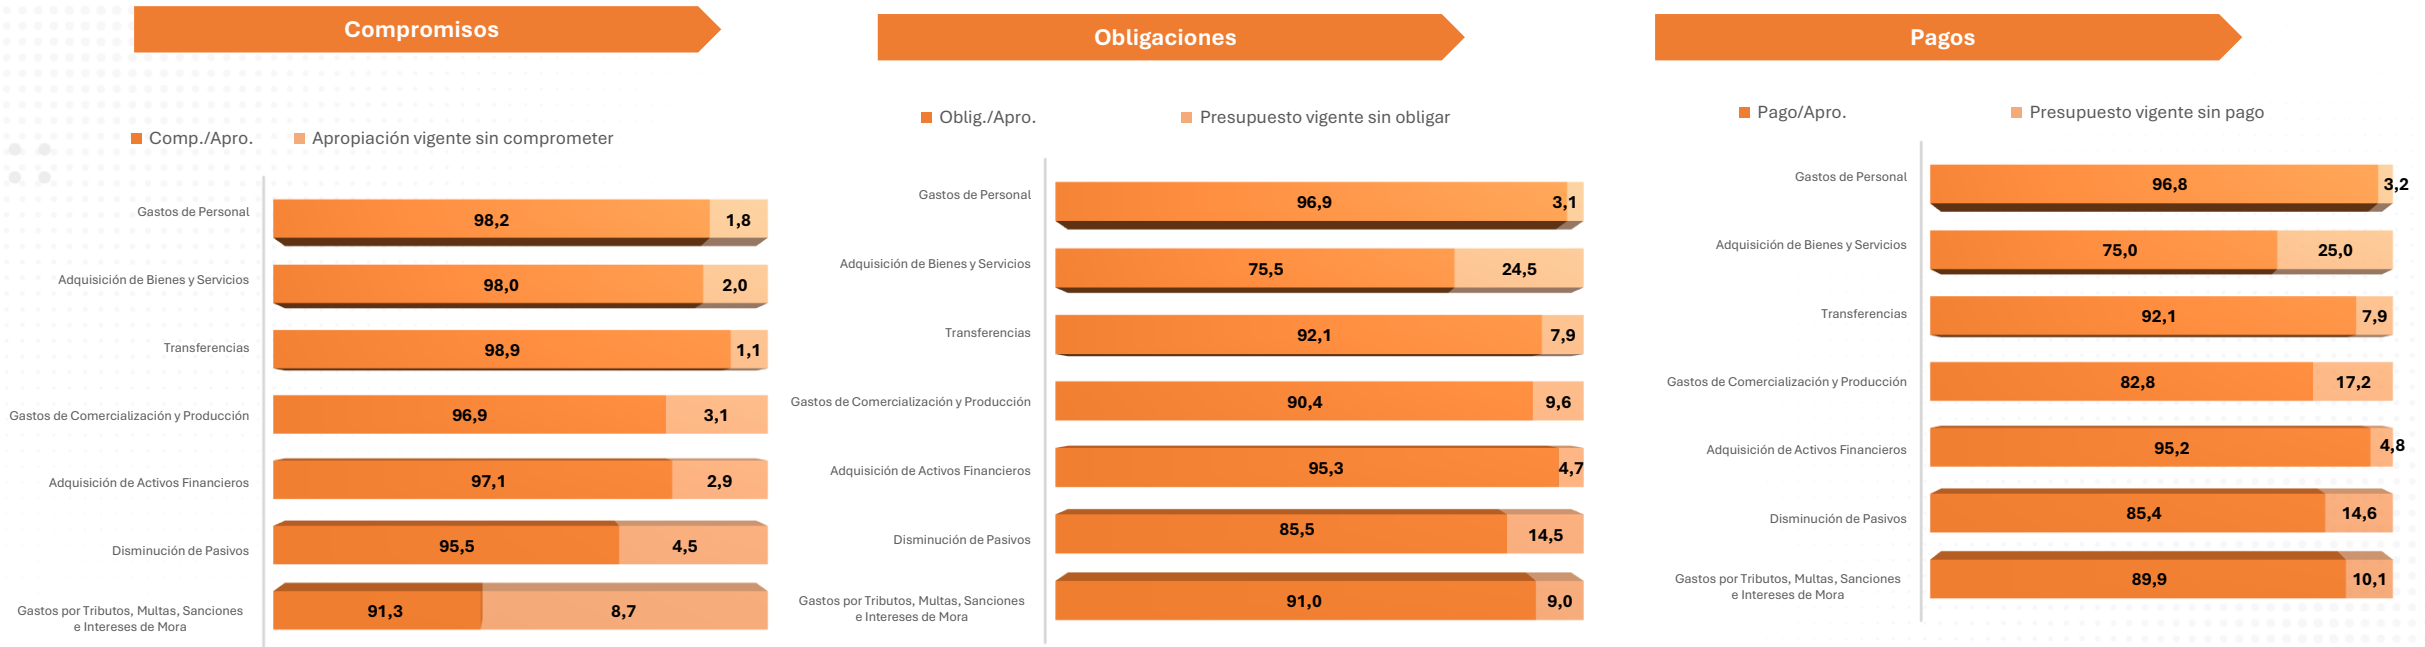 Compromisos
Comp./Apro.
Apropiación vigente sin comprometer
Gastos de Personal
98,2
1,8
Adquisición de Bienes y Servicios
98,0
2,0
Transferencias
98,9
1,1
Gastos de Comercialización y Producción
96,9
3,1
Adquisición de Activos Financieros
97,1
2,9
Disminución de Pasivos
95,5
4,5
Gastos por Tributos, Multas, Sanciones
e Intereses de Mora
91,3
8,7
Obligaciones
Oblig./Apro.
Presupuesto vigente sin obligar
Gastos de Personal
96,9
3,1
Adquisición de Bienes y Servicios
75,5
24,5
Transferencias
92,1
7,9
Gastos de Comercialización y Producción
90,4
9,6
Adquisición de Activos Financieros
95,3
4,7
Disminución de Pasivos
85,5
14,5
Gastos por Tributos, Multas, Sanciones
e Intereses de Mora
91,0
9,0
Pagos
Pago/Apro.
Presupuesto vigente sin pago
Gastos de Personal
96,8
3,2
Adquisición de Bienes y Servicios
75,0
25,0
Transferencias
92,1
7,9
Gastos de Comercialización y Producción
82,8
17,2
Adquisición de Activos Financieros
95,2
4,8
Disminución de Pasivos
85,4
14,6
Gastos por Tributos, Multas, Sanciones
e Intereses de Mora
89,9
10,1